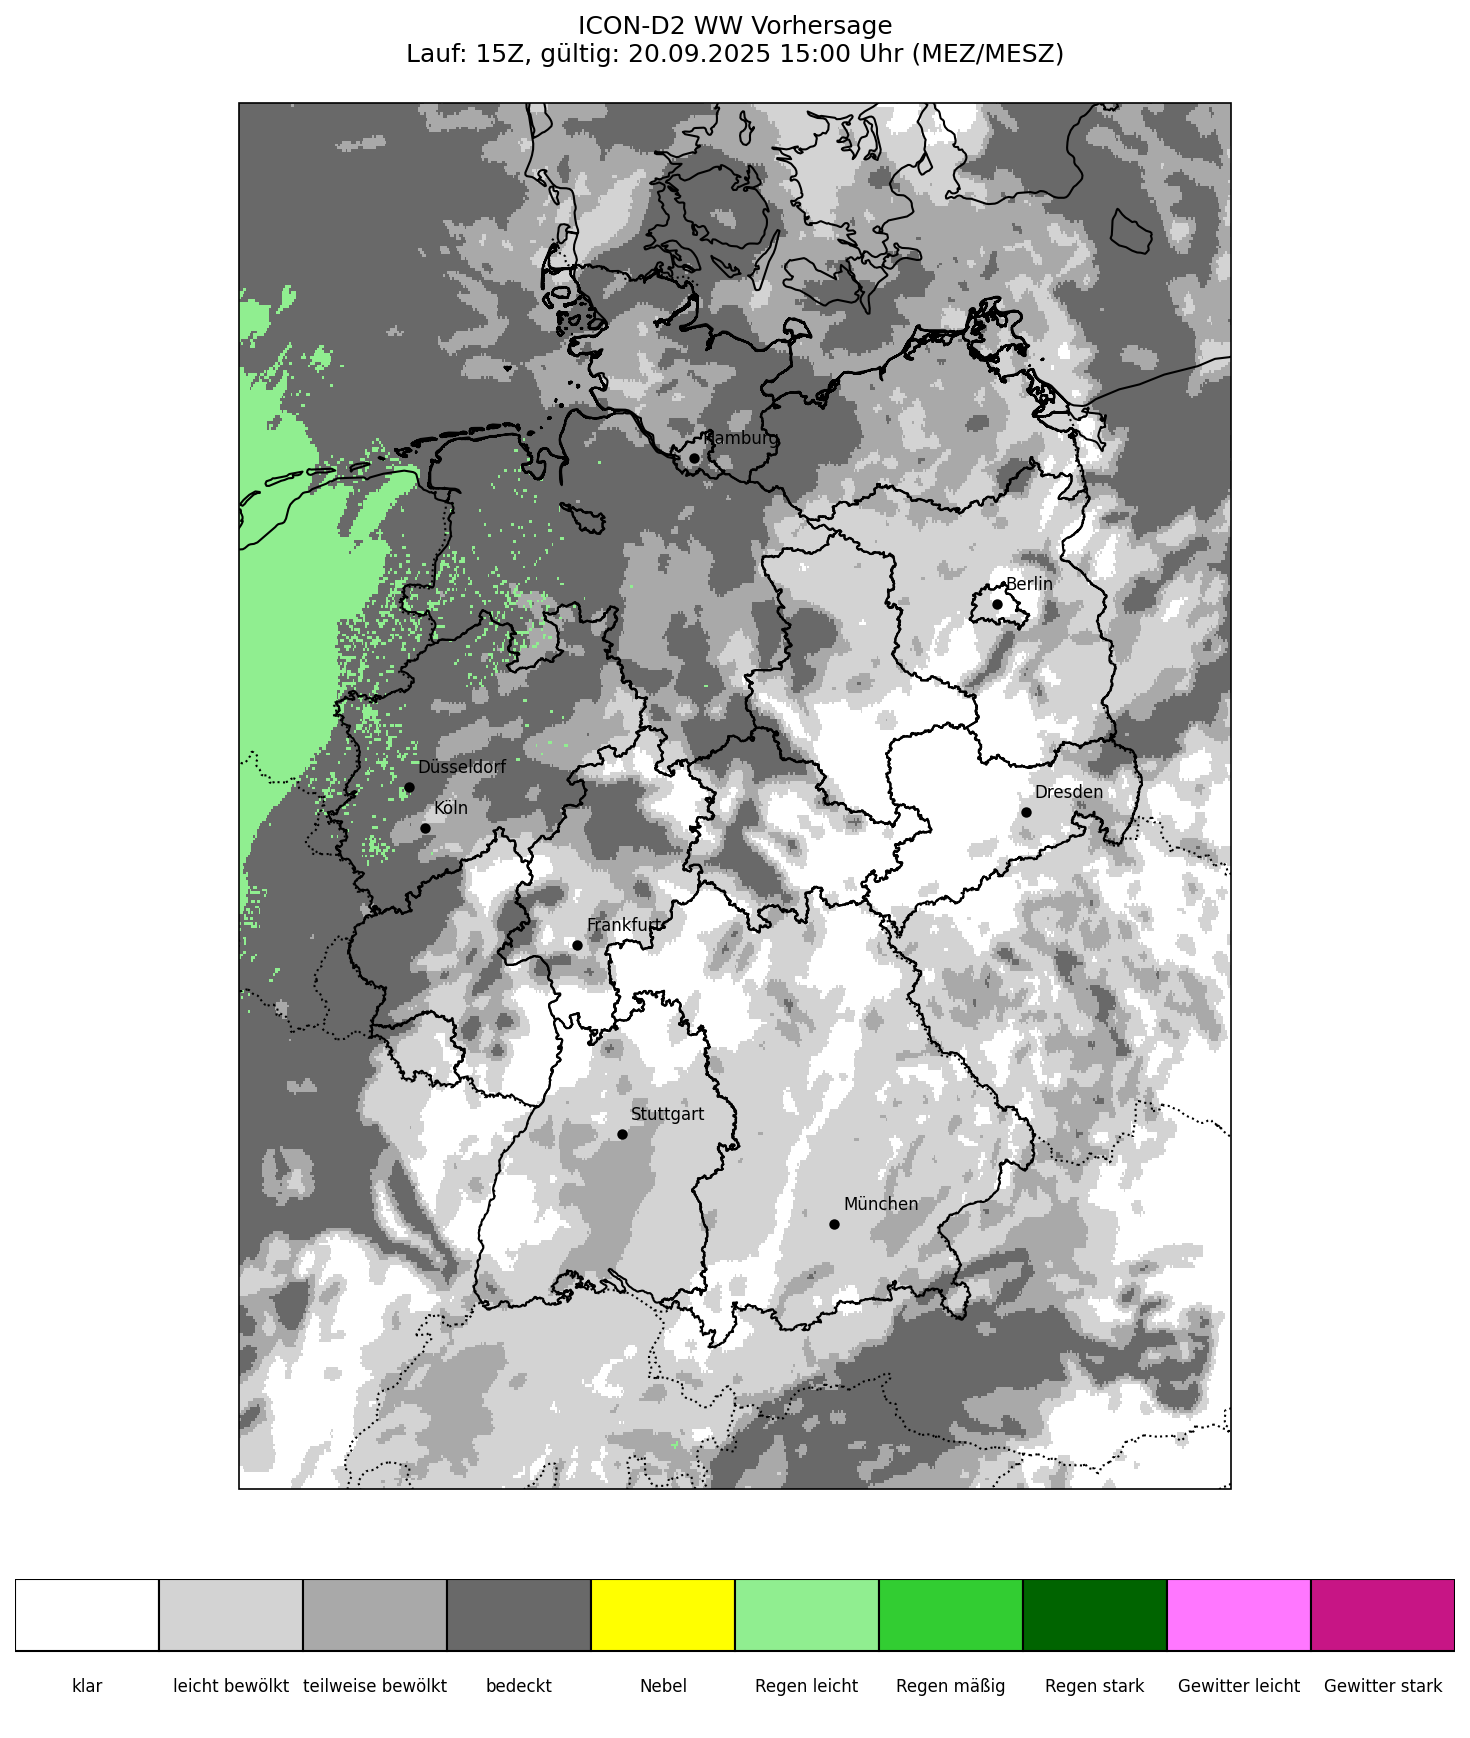 ICON-D2 WW Vorhersage
Lauf: 15Z, gültig: 20.09.2025 15:00 Uhr (MEZ/MESZ)
Hamburg
Berlin
Düsseldorf
Dresden
Köln
Frankfurt
Stuttgart
München
klar
leicht bewölkt
teilweise bewölkt
bedeckt
Nebel
Regen leicht
Regen mäßig
Regen stark
Gewitter leicht
Gewitter stark